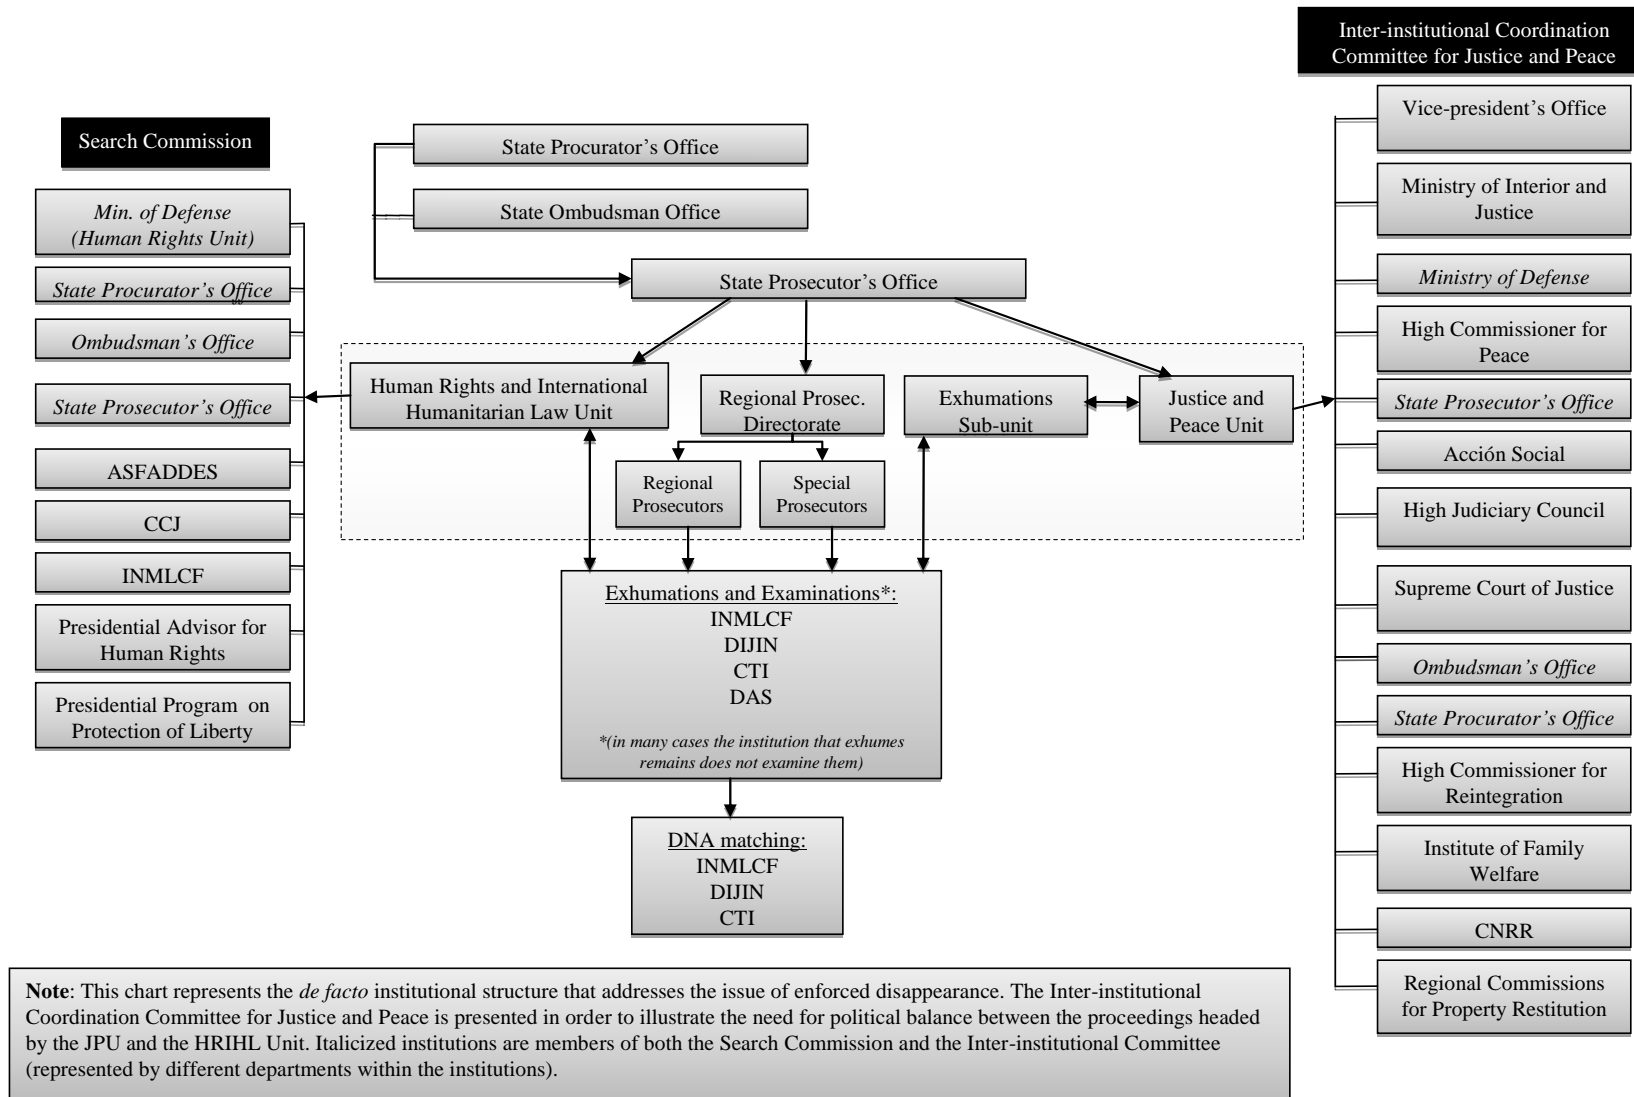 Inter-institutional Coordination
Committee for Justice and Peace
Search Commission
Min. of Defense
(Human Rights Unit)
State Procurator’s Office
Ombudsman’s Office
State Prosecutor’s Office
ASFADDES
CCJ
INMLCF
Presidential Advisor for
Human Rights
Presidential Program on
Protection of Liberty
State Procurator’s Office
State Ombudsman Office
State Prosecutor’s Office
Human Rights and International
Humanitarian Law Unit
Regional Prosec.
Directorate
Exhumations
Sub-unit
Justice and
Peace Unit
Regional
Prosecutors
Special
Prosecutors
Exhumations and Examinations*:
INMLCF
DIJIN
CTI
DAS
*(in many cases the institution that exhumes
remains does not examine them)
DNA matching:
INMLCF
DIJIN
CTI
Vice-president’s Office
Ministry of Interior and
Justice
Ministry of Defense
High Commissioner for
Peace
State Prosecutor’s Office
Acción Social
High Judiciary Council
Supreme Court of Justice
Ombudsman’s Office
State Procurator’s Office
High Commissioner for
Reintegration
Institute of Family
Welfare
CNRR
Regional Commissions
for Property Restitution
Note: This chart represents the de facto institutional structure that addresses the issue of enforced disappearance. The Inter-institutional
Coordination Committee for Justice and Peace is presented in order to illustrate the need for political balance between the proceedings headed
by the JPU and the HRIHL Unit. Italicized institutions are members of both the Search Commission and the Inter-institutional Committee
(represented by different departments within the institutions).